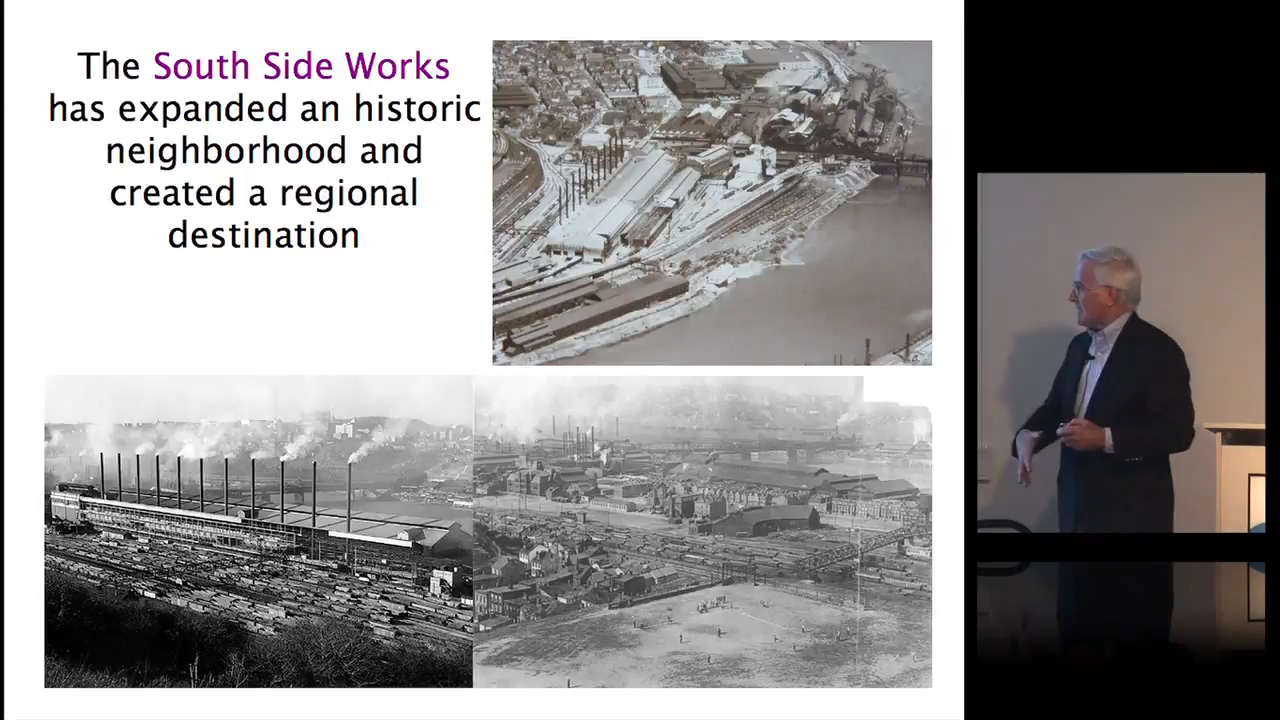 The South Side Works
has expanded an historic
neighborhood and
created a regional
destination